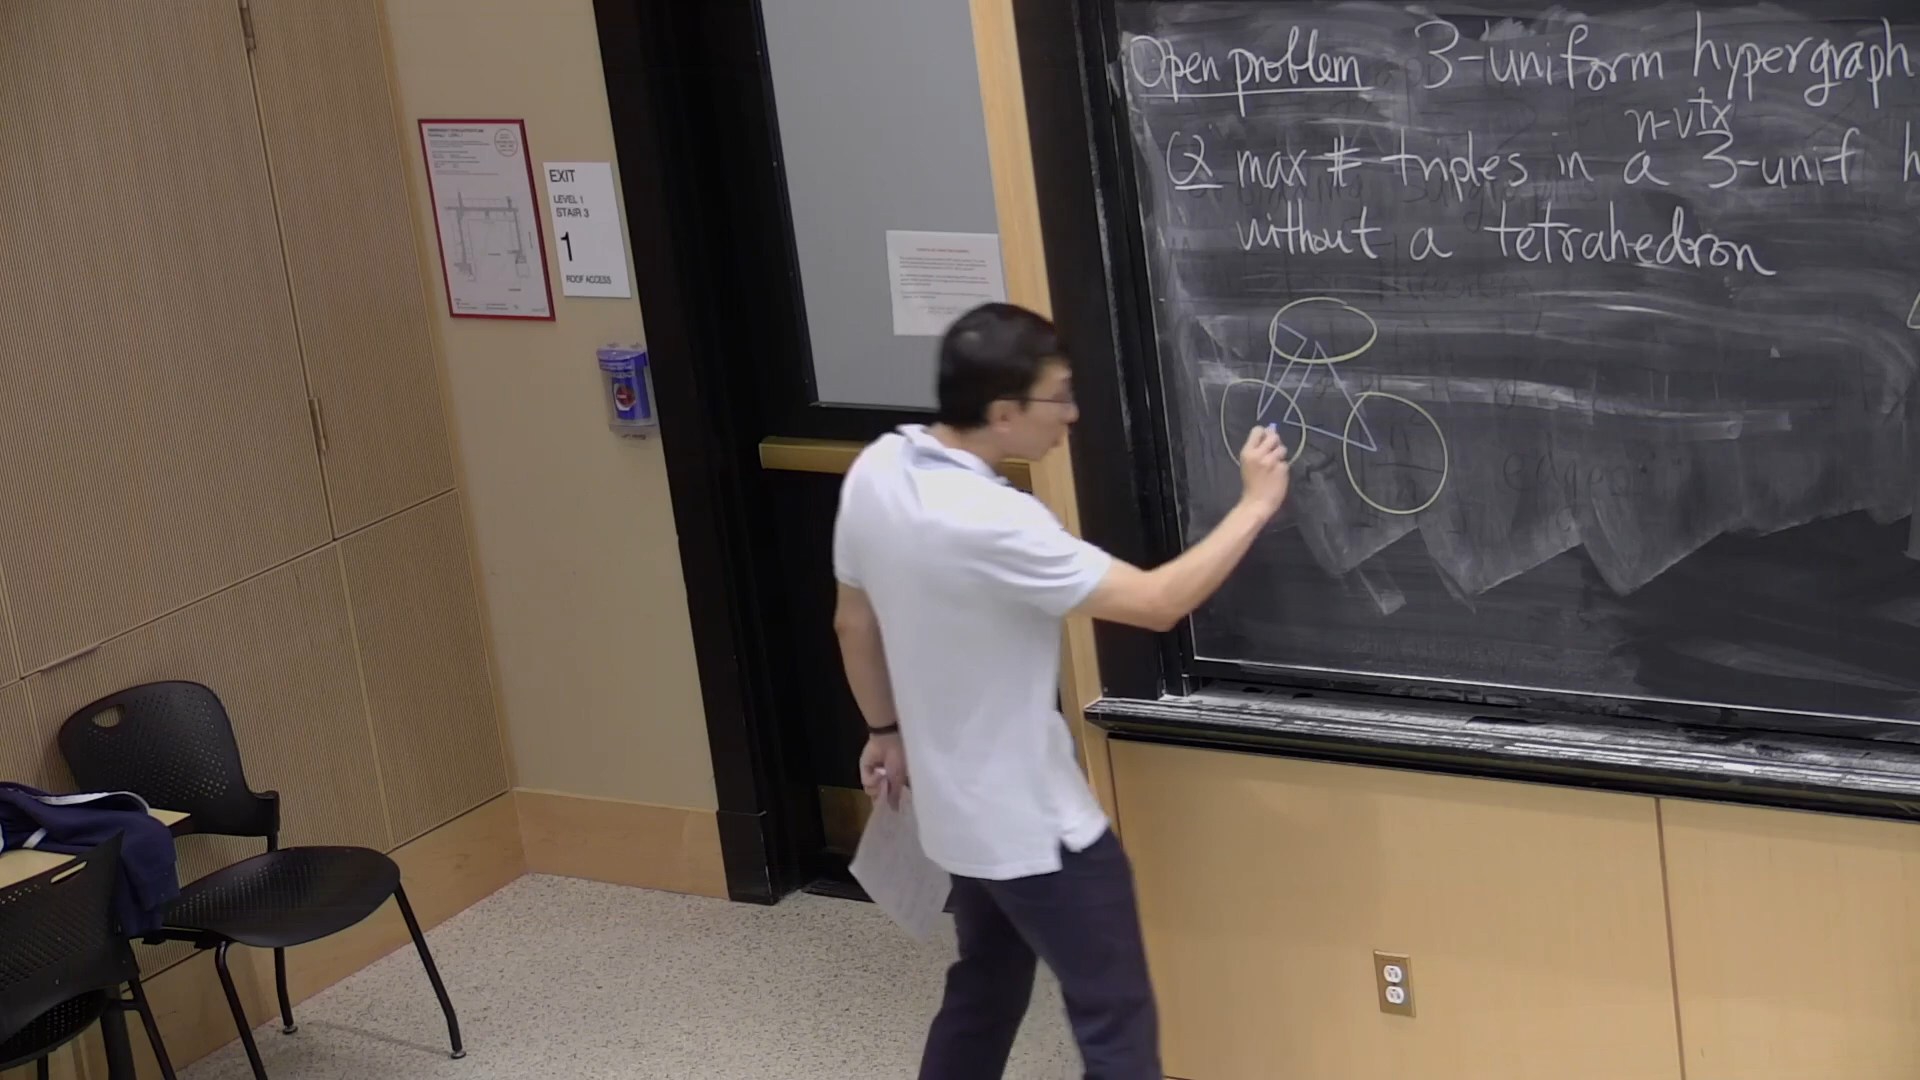 Open problem 3-uniform hypergraph
n-vtx
Q max # triples in a 3-unif h
without a tetrahedron
EXIT
LEVEL 1
STAIR 3
1
ROOF ACCESS